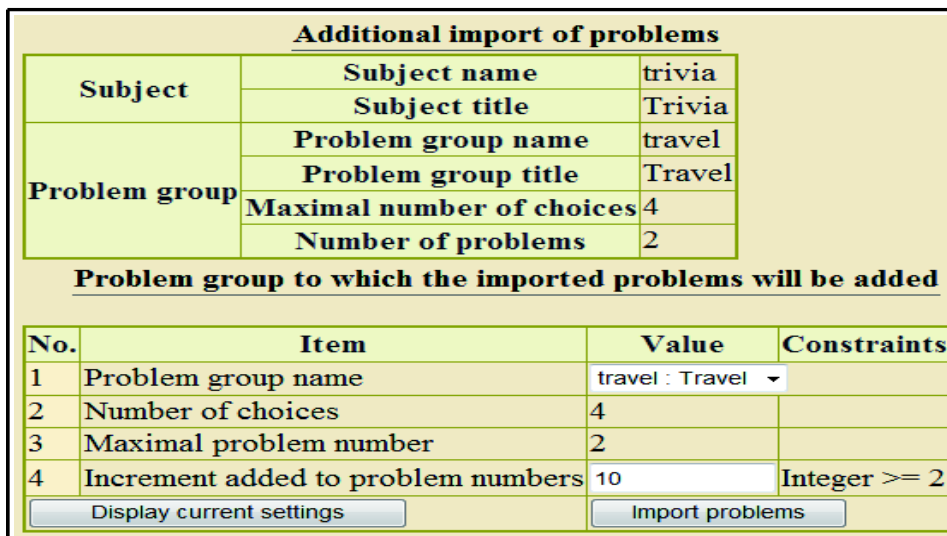 Additional import of problems
Subject Subject name trivia
Subject title Trivia
Problem group Problem group name travel
Problem group title Travel
Maximal number of choices 4
Number of problems 2
Problem group to which the imported problems will be added
No. Item Value Constraints
1 Problem group name travel : Travel
2 Number of choices 4
3 Maximal problem number 2
4 Increment added to problem numbers 10 Integer >= 2
Display current settings Import problems